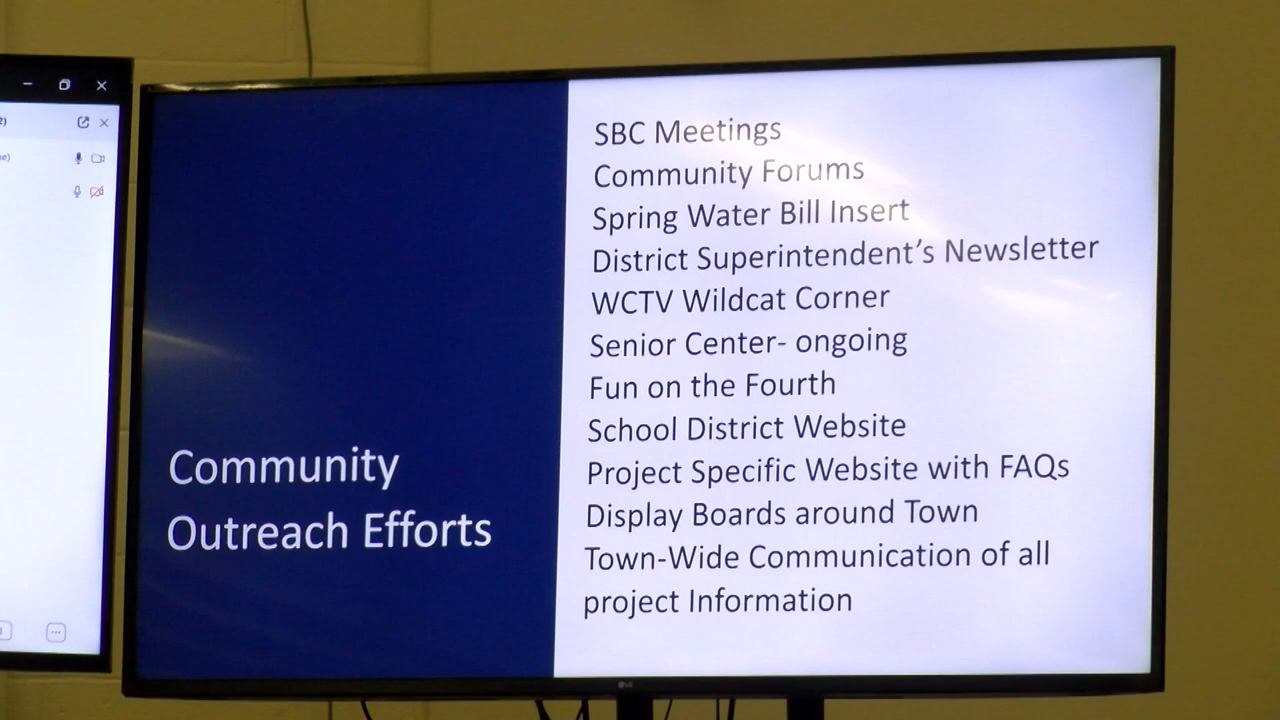 Community
Outreach Efforts
SBC Meetings
Community Forums
Spring Water Bill Insert
District Superintendent's Newsletter
WCTV Wildcat Corner
Senior Center- ongoing
Fun on the Fourth
School District Website
Project Specific Website with FAQs
Display Boards around Town
Town-Wide Communication of all
project Information
LG